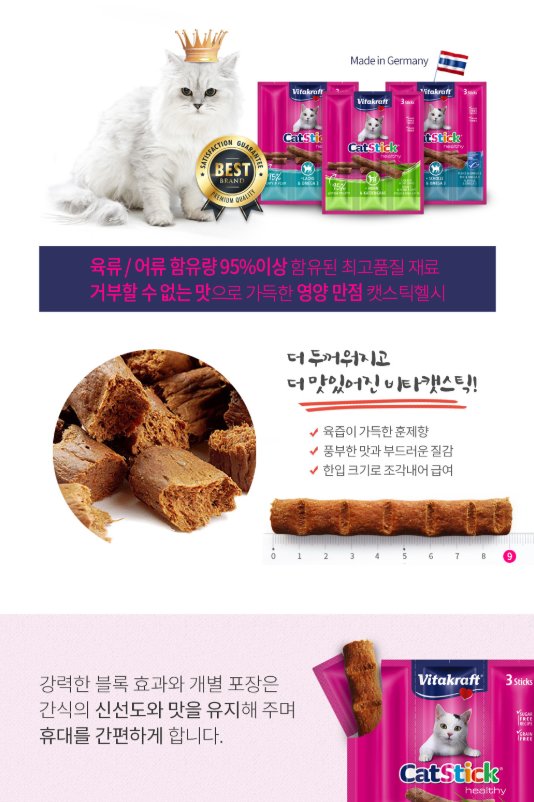 Made in Germany
Vitakraft
3 Sticks
CatStick
healthy
15%
SATISFACTION GUARANTEE
BEST
BRAND
PREMIUM QUALITY
육류 / 어류 함유량 95%이상 함유된 최고품질 재료
거부할 수 없는 맛으로 가득한 영양 만점 캣스틱헬시
더 두꺼워지고
더 맛있어진 비타캣스틱!
육즙이 가득한 훈제향
풍부한 맛과 부드러운 질감
한입 크기로 조각내어 급여
0 1 2 3 4 5 6 7 8 9
강력한 블록 효과와 개별 포장은
간식의 신선도와 맛을 유지해 주며
휴대를 간편하게 합니다.
Vitakraft
3 Sticks
SUGAR FREE RECIPE
GRAIN FREE
CatStick
healthy